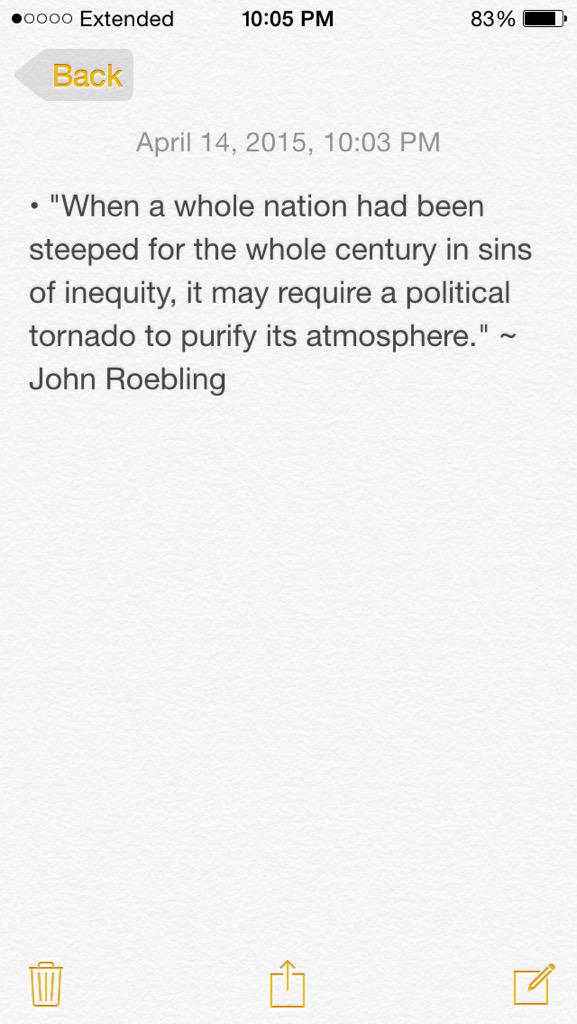 Extended 10:05 PM 83%
Back
April 14, 2015, 10:03 PM
• "When a whole nation had been
steeped for the whole century in sins
of inequity, it may require a political
tornado to purify its atmosphere." ~
John Roebling